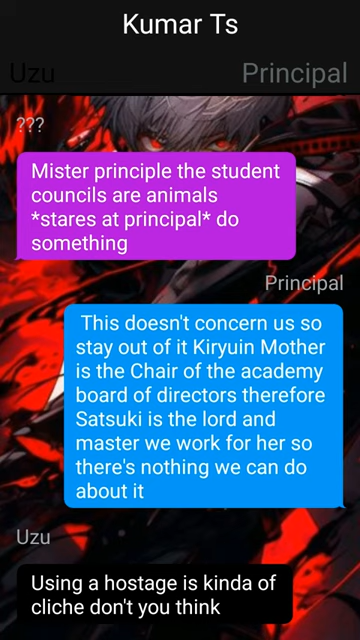 Kumar Ts
Uzu
Principal
???
Mister principle the student
councils are animals
*stares at principal* do
something
Principal
This doesn't concern us so
stay out of it Kiryuin Mother
is the Chair of the academy
board of directors therefore
Satsuki is the lord and
master we work for her so
there's nothing we can do
about it
Uzu
Using a hostage is kinda of
cliche don't you think